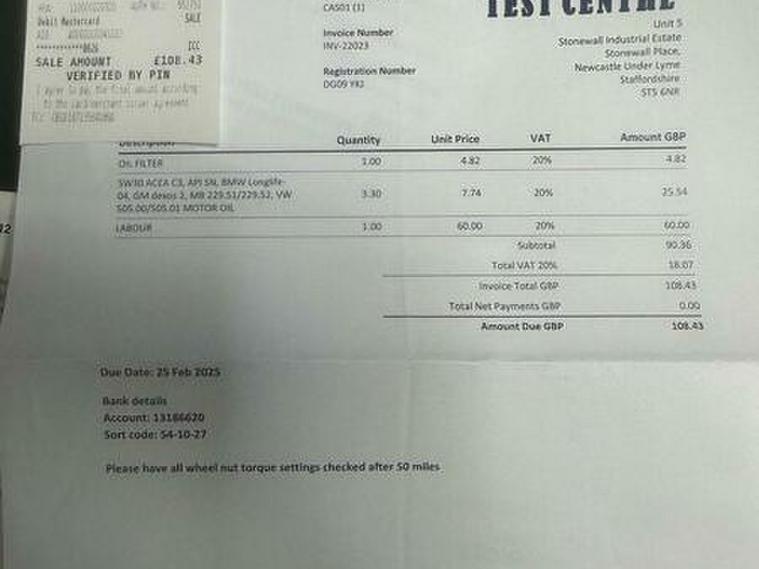 SALE
Debit Mastercard
ICC
SALE AMOUNT £108.43
VERIFIED BY PIN
CAS01 (1)
Invoice Number
INV-22023
Registration Number
DG09 YKJ
TEST CENTRE
Unit 5
Stonewall Industrial Estate
Stonewall Place,
Newcastle Under Lyme
Staffordshire
ST5 6NR
Description Quantity Unit Price VAT Amount GBP
OIL FILTER 1.00 4.82 20% 4.82
5W30 ACEA C3, API SN, BMW Longlife-
04, GM dexos 2, MB 229.51/229.52, VW 3.30 7.74 20% 25.54
505.00/505.01 MOTOR OIL
LABOUR 1.00 60.00 20% 60.00
Subtotal 90.36
Total VAT 20% 18.07
Invoice Total GBP 108.43
Total Net Payments GBP 0.00
Amount Due GBP 108.43
Due Date: 25 Feb 2025
Bank details
Account: 13186620
Sort code: 54-10-27
Please have all wheel nut torque settings checked after 50 miles